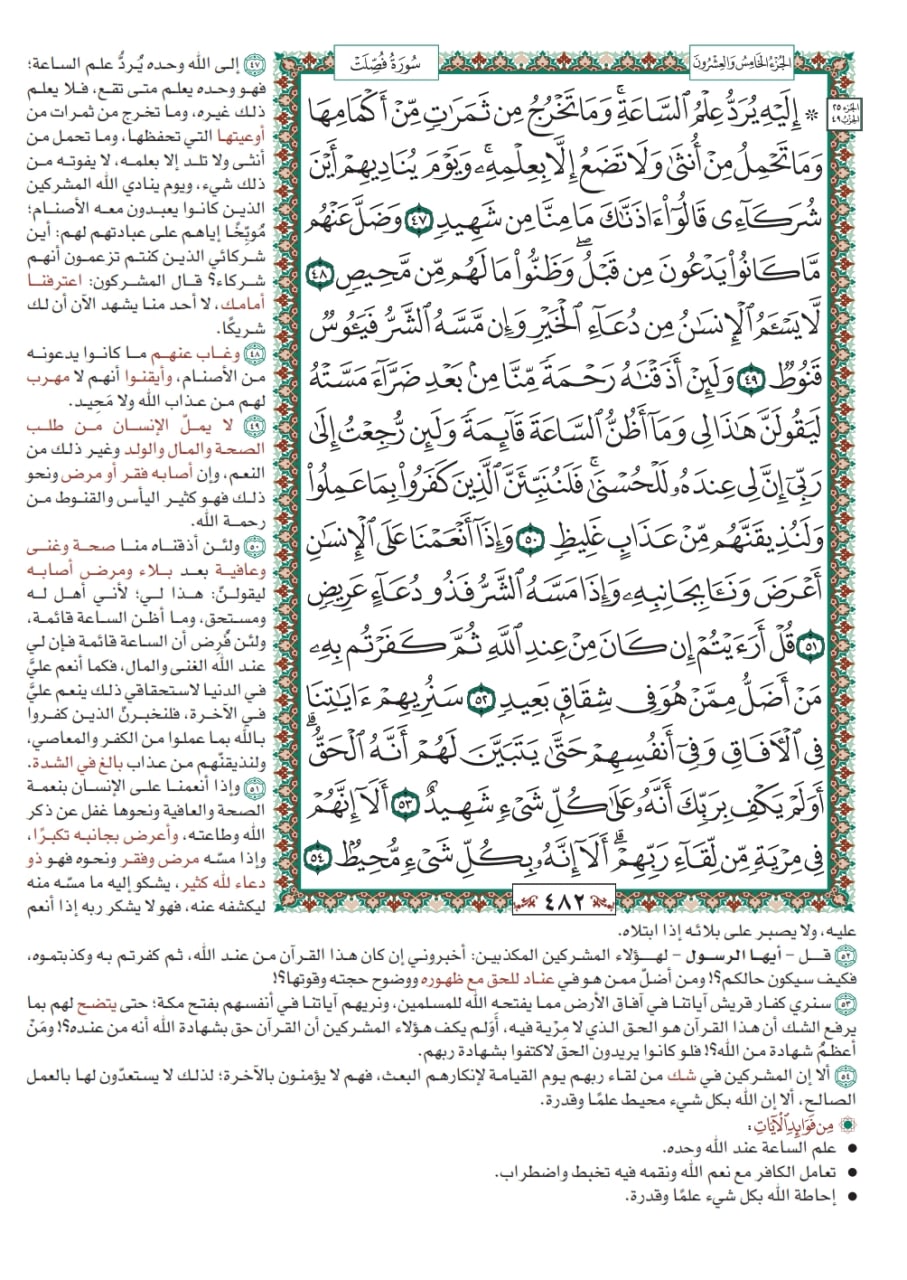 الجُزْءُ الخَامِسُ وَالعِشْرُونَ
سُورَةُ فُصِّلَتْ
الجزء ٢٥
الحزب ٤٩
* إِلَيْهِ يُرَدُّ عِلْمُ ٱلسَّاعَةِۚ وَمَا تَخْرُجُ مِن ثَمَرَٰتٖ مِّنْ أَكْمَامِهَا
وَمَا تَحْمِلُ مِنْ أُنثَىٰ وَلَا تَضَعُ إِلَّا بِعِلْمِهِۦۚ وَيَوْمَ يُنَادِيهِمْ أَيْنَ
شُرَكَآءِى قَالُوٓاْ ءَاذَنَّٰكَ مَا مِنَّا مِن شَهِيدٖ ٤٧ وَضَلَّ عَنْهُم
مَّا كَانُواْ يَدْعُونَ مِن قَبْلُۖ وَظَنُّواْ مَا لَهُم مِّن مَّحِيصٖ ٤٨
لَّا يَسْـَٔمُ ٱلْإِنسَٰنُ مِن دُعَآءِ ٱلْخَيْرِ وَإِن مَّسَّهُ ٱلشَّرُّ فَيَـُٔوسٞ
قَنُوطٞ ٤٩ وَلَئِنْ أَذَقْنَٰهُ رَحْمَةٗ مِّنَّا مِنۢ بَعْدِ ضَرَّآءَ مَسَّتْهُ
لَيَقُولَنَّ هَٰذَا لِى وَمَآ أَظُنُّ ٱلسَّاعَةَ قَآئِمَةٗ وَلَئِن رُّجِعْتُ إِلَىٰ
رَبِّىٓ إِنَّ لِى عِندَهُۥ لَلْحُسْنَىٰۚ فَلَنُنَبِّئَنَّ ٱلَّذِينَ كَفَرُواْ بِمَا عَمِلُواْ
وَلَنُذِيقَنَّهُم مِّنْ عَذَابٍ غَلِيظٖ ٥٠ وَإِذَآ أَنْعَمْنَا عَلَى ٱلْإِنسَٰنِ
أَعْرَضَ وَنَـَٔا بِجَانِبِهِۦ وَإِذَا مَسَّهُ ٱلشَّرُّ فَذُو دُعَآءٍ عَرِيضٖ
٥١ قُلْ أَرَءَيْتُمْ إِن كَانَ مِنْ عِندِ ٱللَّهِ ثُمَّ كَفَرْتُم بِهِۦ
مَنْ أَضَلُّ مِمَّنْ هُوَ فِى شِقَاقِۭ بَعِيدٖ ٥٢ سَنُرِيهِمْ ءَايَٰتِنَا
فِى ٱلْأٓفَاقِ وَفِىٓ أَنفُسِهِمْ حَتَّىٰ يَتَبَيَّنَ لَهُمْ أَنَّهُ ٱلْحَقُّۗ
أَوَلَمْ يَكْفِ بِرَبِّكَ أَنَّهُۥ عَلَىٰ كُلِّ شَىْءٖ شَهِيدٌ ٥٣ أَلَآ إِنَّهُمْ
فِى مِرْيَةٖ مِّن لِّقَآءِ رَبِّهِمْۗ أَلَآ إِنَّهُۥ بِكُلِّ شَىْءٖ مُّحِيطُۢ ٥٤
٤٨٢
٤٧ إلى الله وحده يُردُّ علم الساعة؛
فهو وحده يعلم متى تقع، فلا يعلم
ذلك غيره، وما تخرج من ثمرات من
أوعيتها التي تحفظها، وما تحمل من
أنثى ولا تلد إلا بعلمه، لا يفوته من
ذلك شيء، ويوم ينادي الله المشركين
الذين كانوا يعبدون معه الأصنام؛
مُوبِّخًا إياهم على عبادتهم لهم: أين
شركائي الذين كنتم تزعمون أنهم
شركاء؟ قال المشركون: اعترفنا
أمامك، لا أحد منا يشهد الآن أن لك
شريكًا.
٤٨ وغاب عنهم ما كانوا يدعونه
من الأصنام، وأيقنوا أنهم لا مهرب
لهم من عذاب الله ولا مَحِيد.
٤٩ لا يملّ الإنسان من طلب
الصحة والمال والولد وغير ذلك من
النعم، وإن أصابه فقر أو مرض ونحو
ذلك فهو كثير اليأس والقنوط من
رحمة الله.
٥٠ ولئن أذقناه منا صحة وغنى
وعافية بعد بلاء ومرض أصابه
ليقولنّ: هذا لي؛ لأني أهل له
ومستحق، وما أظن الساعة قائمة،
ولئن فُرِض أن الساعة قائمة فإن لي
عند الله الغنى والمال، فكما أنعم عليَّ
في الدنيا لاستحقاقي ذلك ينعم عليَّ
في الآخرة، فلنخبرنّ الذين كفروا
بالله بما عملوا من الكفر والمعاصي،
ولنذيقنّهم من عذاب بالغ في الشدة.
٥١ وإذا أنعمنا على الإنسان بنعمة
الصحة والعافية ونحوها غفل عن ذكر
الله وطاعته، وأعرض بجانبه تكبرًا،
وإذا مسّه مرض وفقر ونحوه فهو ذو
دعاء لله كثير، يشكو إليه ما مسّه منه
ليكشفه عنه، فهو لا يشكر ربه إذا أنعم
عليه، ولا يصبر على بلائه إذا ابتلاه.
٥٢ قل - أيها الرسول - لهؤلاء المشركين المكذبين: أخبروني إن كان هذا القرآن من عند الله، ثم كفرتم به وكذبتموه،
فكيف سيكون حالكم؟! ومن أضلّ ممن هو في عناد للحق مع ظهوره ووضوح حجته وقوتها؟!
٥٣ سنري كفار قريش آياتنا في آفاق الأرض مما يفتحه الله للمسلمين، ونريهم آياتنا في أنفسهم بفتح مكة؛ حتى يتضح لهم بما
يرفع الشك أن هذا القرآن هو الحق الذي لا مِرْية فيه، أَوَلم يكف هؤلاء المشركين أن القرآن حق بشهادة الله أنه من عنده؟! ومَنْ
أعظمُ شهادة من الله؟! فلو كانوا يريدون الحق لاكتفوا بشهادة ربهم.
٥٤ ألا إن المشركين في شك من لقاء ربهم يوم القيامة لإنكارهم البعث، فهم لا يؤمنون بالآخرة؛ لذلك لا يستعدّون لها بالعمل
الصالح، ألا إن الله بكل شيء محيط علمًا وقدرة.
مِن فَوَائِدِ الْآيَاتِ:
● علم الساعة عند الله وحده.
● تعامل الكافر مع نعم الله ونقمه فيه تخبط واضطراب.
● إحاطة الله بكل شيء علمًا وقدرة.